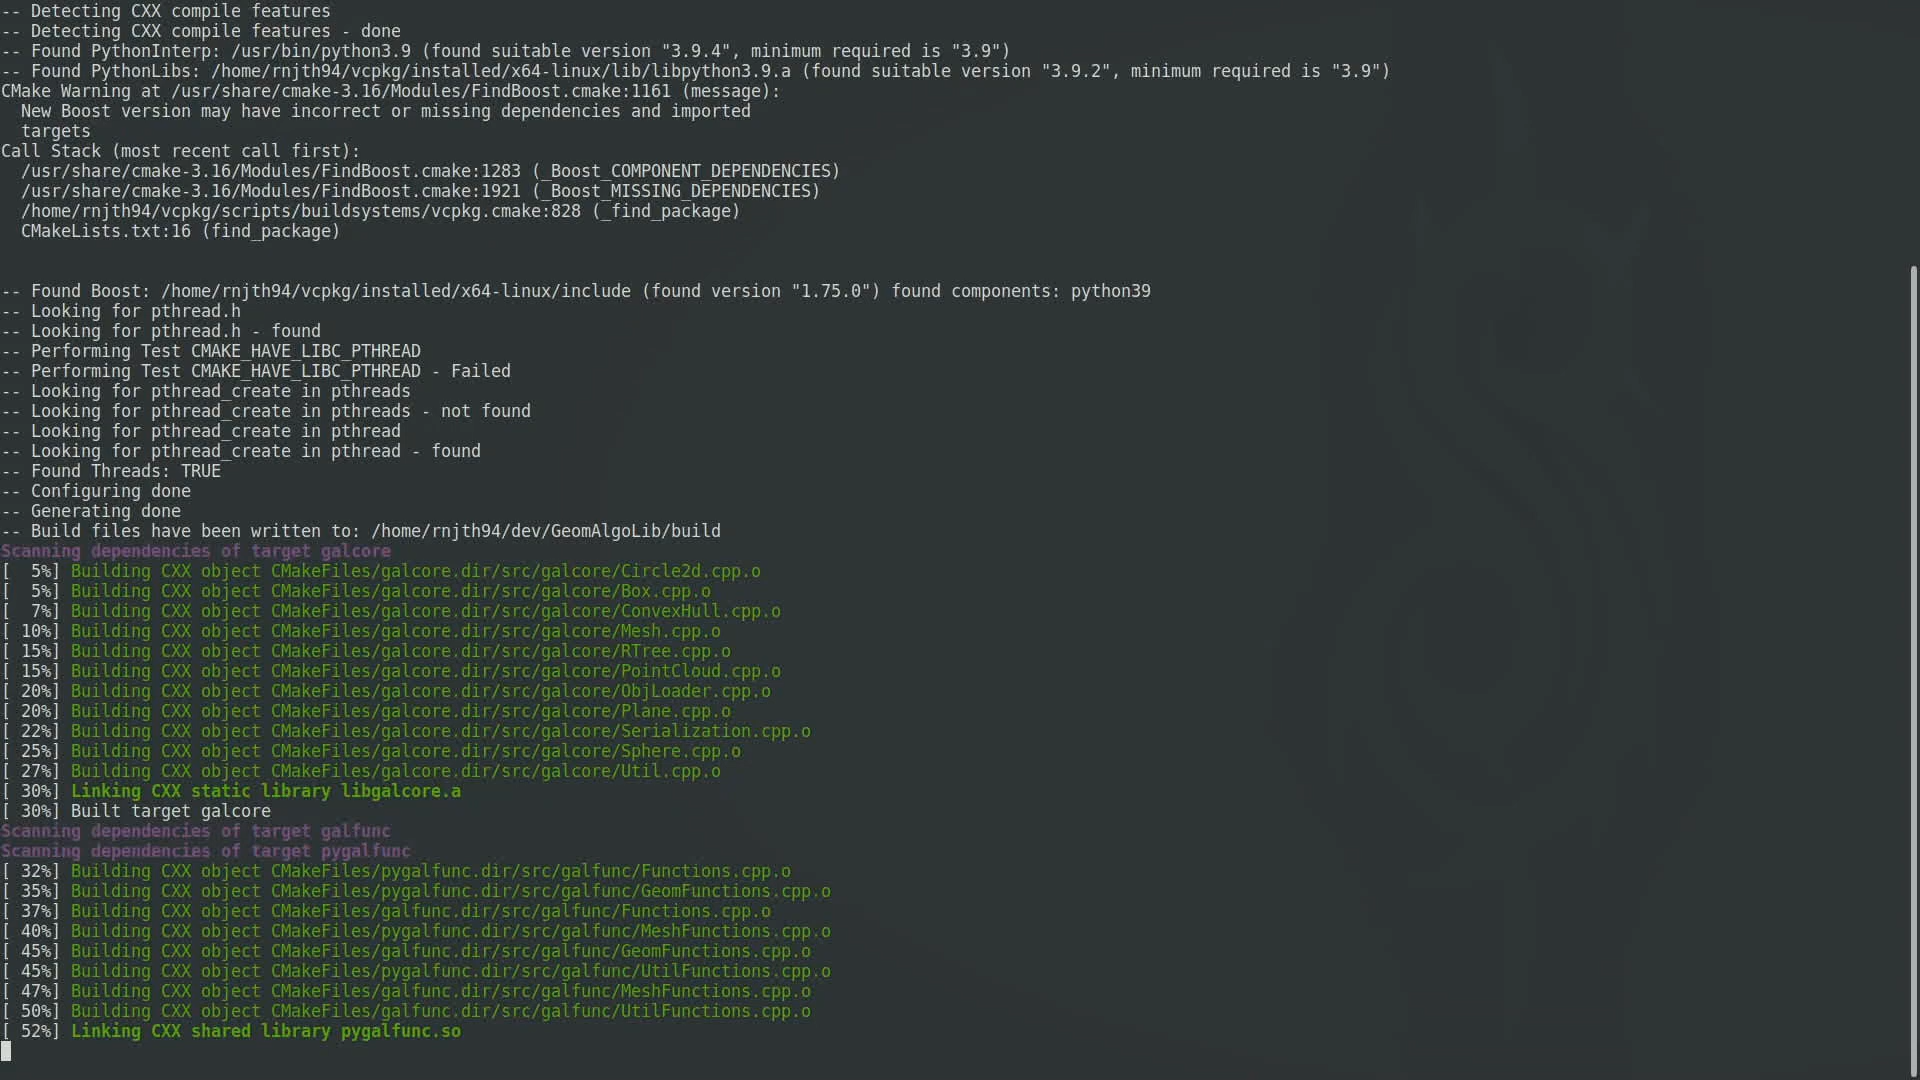 -- Detecting CXX compile features
-- Detecting CXX compile features - done
-- Found PythonInterp: /usr/bin/python3.9 (found suitable version "3.9.4", minimum required is "3.9")
-- Found PythonLibs: /home/rnjth94/vcpkg/installed/x64-linux/lib/libpython3.9.a (found suitable version "3.9.2", minimum required is "3.9")
CMake Warning at /usr/share/cmake-3.16/Modules/FindBoost.cmake:1161 (message):
  New Boost version may have incorrect or missing dependencies and imported
  targets
Call Stack (most recent call first):
  /usr/share/cmake-3.16/Modules/FindBoost.cmake:1283 (_Boost_COMPONENT_DEPENDENCIES)
  /usr/share/cmake-3.16/Modules/FindBoost.cmake:1921 (_Boost_MISSING_DEPENDENCIES)
  /home/rnjth94/vcpkg/scripts/buildsystems/vcpkg.cmake:828 (_find_package)
  CMakeLists.txt:16 (find_package)
-- Found Boost: /home/rnjth94/vcpkg/installed/x64-linux/include (found version "1.75.0") found components: python39
-- Looking for pthread.h
-- Looking for pthread.h - found
-- Performing Test CMAKE_HAVE_LIBC_PTHREAD
-- Performing Test CMAKE_HAVE_LIBC_PTHREAD - Failed
-- Looking for pthread_create in pthreads
-- Looking for pthread_create in pthreads - not found
-- Looking for pthread_create in pthread
-- Looking for pthread_create in pthread - found
-- Found Threads: TRUE
-- Configuring done
-- Generating done
-- Build files have been written to: /home/rnjth94/dev/GeomAlgoLib/build
Scanning dependencies of target galcore
[  5%] Building CXX object CMakeFiles/galcore.dir/src/galcore/Circle2d.cpp.o
[  5%] Building CXX object CMakeFiles/galcore.dir/src/galcore/Box.cpp.o
[  7%] Building CXX object CMakeFiles/galcore.dir/src/galcore/ConvexHull.cpp.o
[ 10%] Building CXX object CMakeFiles/galcore.dir/src/galcore/Mesh.cpp.o
[ 15%] Building CXX object CMakeFiles/galcore.dir/src/galcore/RTree.cpp.o
[ 15%] Building CXX object CMakeFiles/galcore.dir/src/galcore/PointCloud.cpp.o
[ 20%] Building CXX object CMakeFiles/galcore.dir/src/galcore/ObjLoader.cpp.o
[ 20%] Building CXX object CMakeFiles/galcore.dir/src/galcore/Plane.cpp.o
[ 22%] Building CXX object CMakeFiles/galcore.dir/src/galcore/Serialization.cpp.o
[ 25%] Building CXX object CMakeFiles/galcore.dir/src/galcore/Sphere.cpp.o
[ 27%] Building CXX object CMakeFiles/galcore.dir/src/galcore/Util.cpp.o
[ 30%] Linking CXX static library libgalcore.a
[ 30%] Built target galcore
Scanning dependencies of target galfunc
Scanning dependencies of target pygalfunc
[ 32%] Building CXX object CMakeFiles/pygalfunc.dir/src/galfunc/Functions.cpp.o
[ 35%] Building CXX object CMakeFiles/pygalfunc.dir/src/galfunc/GeomFunctions.cpp.o
[ 37%] Building CXX object CMakeFiles/galfunc.dir/src/galfunc/Functions.cpp.o
[ 40%] Building CXX object CMakeFiles/pygalfunc.dir/src/galfunc/MeshFunctions.cpp.o
[ 45%] Building CXX object CMakeFiles/galfunc.dir/src/galfunc/GeomFunctions.cpp.o
[ 45%] Building CXX object CMakeFiles/pygalfunc.dir/src/galfunc/UtilFunctions.cpp.o
[ 47%] Building CXX object CMakeFiles/galfunc.dir/src/galfunc/MeshFunctions.cpp.o
[ 50%] Building CXX object CMakeFiles/galfunc.dir/src/galfunc/UtilFunctions.cpp.o
[ 52%] Linking CXX shared library pygalfunc.so